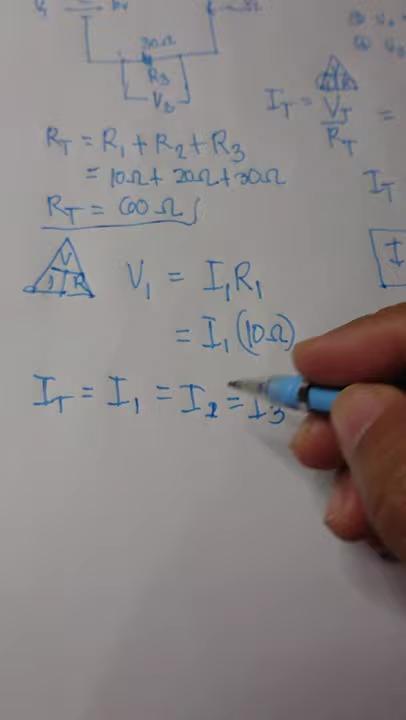 30Ω
R3
V3
RT = R1 + R2 + R3
= 10Ω + 20Ω + 30Ω
RT = 60Ω
IT = VT / RT =
IT
I
V
I R
V1 = I1R1
= I1(10Ω)
IT = I1 = I2 = I3